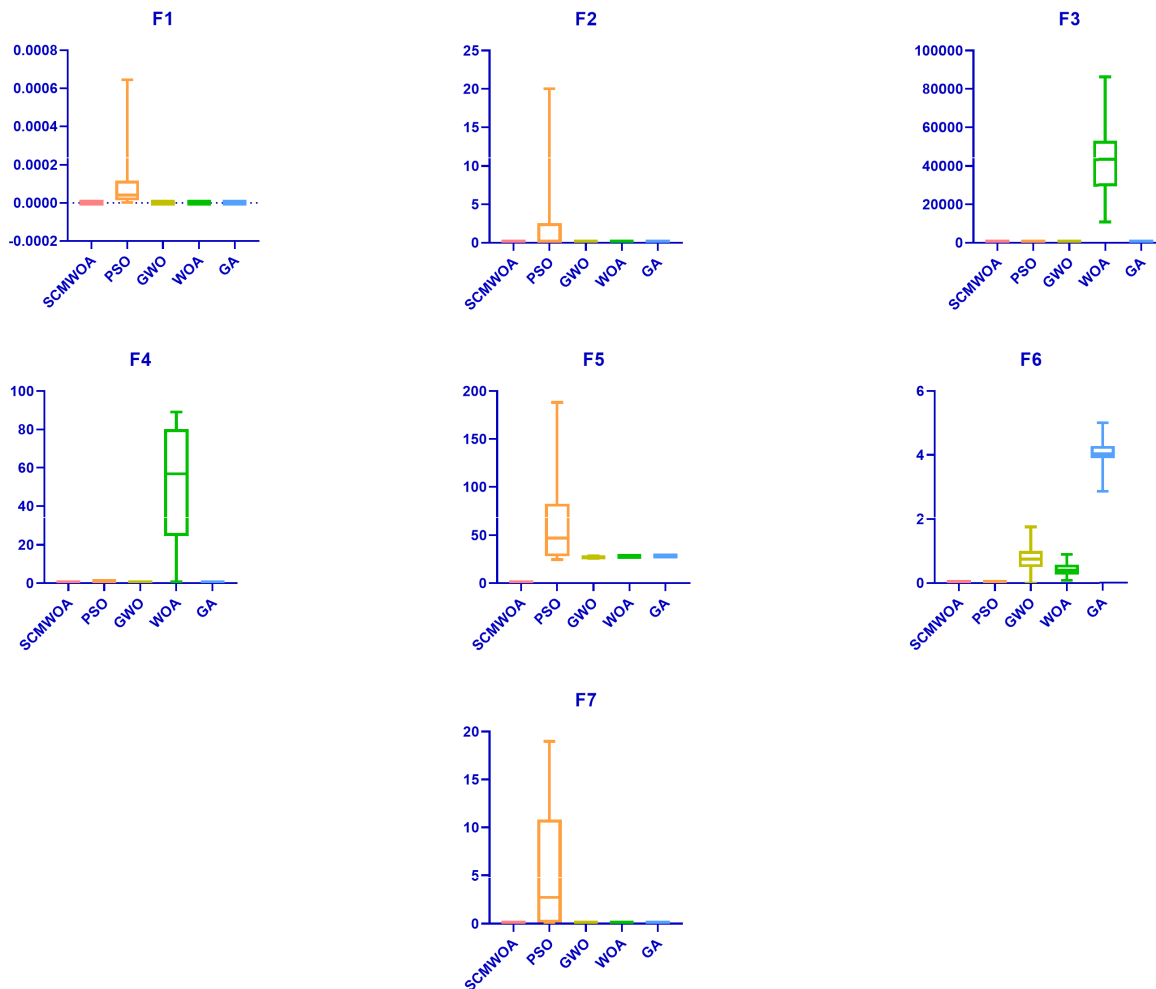 F1
0.0008
0.0006
0.0004
0.0002
0.0000
-0.0002
SCMWOA
PSO
GWO
WOA
GA
F2
25
20
15
10
5
0
SCMWOA
PSO
GWO
WOA
GA
F3
100000
80000
60000
40000
20000
0
SCMWOA
PSO
GWO
WOA
GA
F4
100
80
60
40
20
0
SCMWOA
PSO
GWO
WOA
GA
F5
200
150
100
50
0
SCMWOA
PSO
GWO
WOA
GA
F6
6
4
2
0
SCMWOA
PSO
GWO
WOA
GA
F7
20
15
10
5
0
SCMWOA
PSO
GWO
WOA
GA